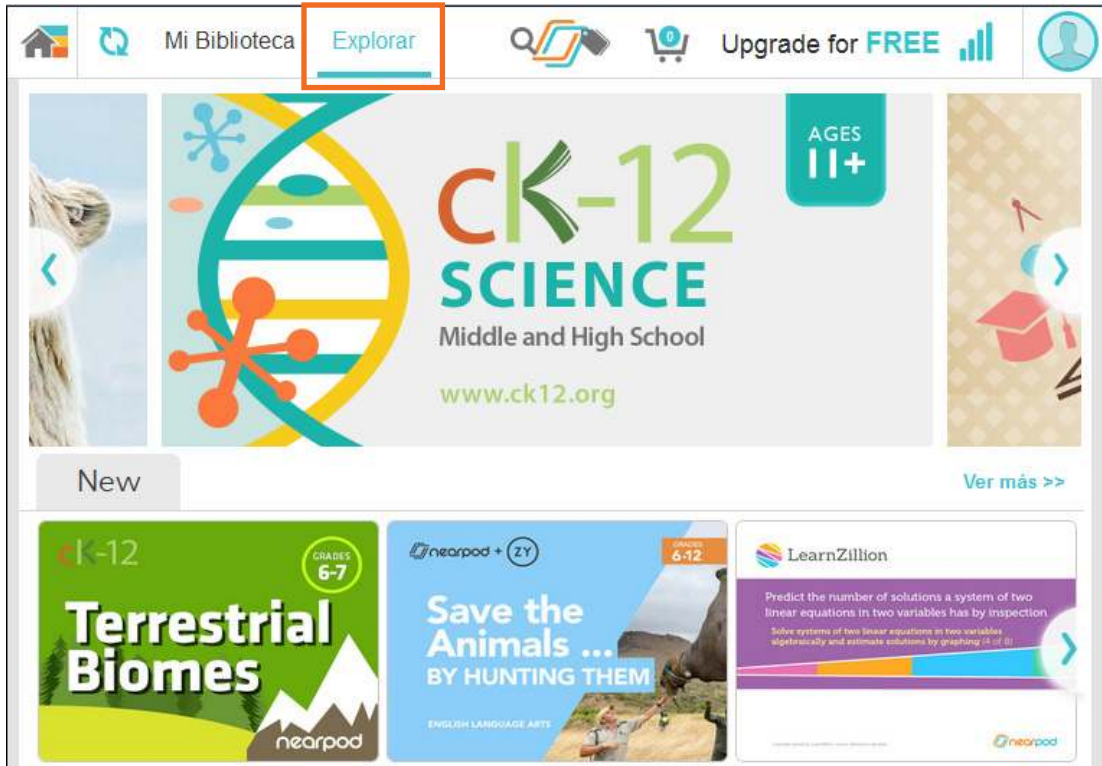 Mi Biblioteca Explorar 0 Upgrade for FREE
AGES
11+
cK-12
SCIENCE
Middle and High School
www.ck12.org
New
Ver más >>
cK-12
GRADES
6-7
Terrestrial
Biomes
nearpod
nearpod + ZY
GRADES
6-12
Save the
Animals ...
BY HUNTING THEM
ENGLISH LANGUAGE ARTS
LearnZillion
Predict the number of solutions a system of two
linear equations in two variables has by inspection
Solve systems of two linear equations in two variables
algebraically and estimate solutions by graphing (4 of 8)
nearpod